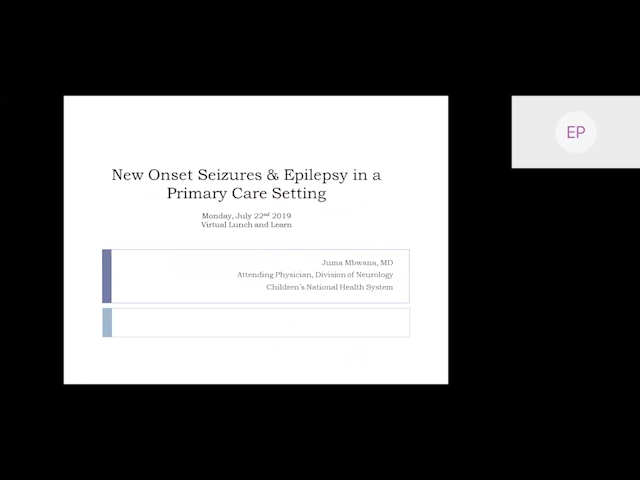 New Onset Seizures & Epilepsy in a
Primary Care Setting
Monday, July 22nd 2019
Virtual Lunch and Learn
Juma Mbwana, MD
Attending Physician, Division of Neurology
Children's National Health System
EP